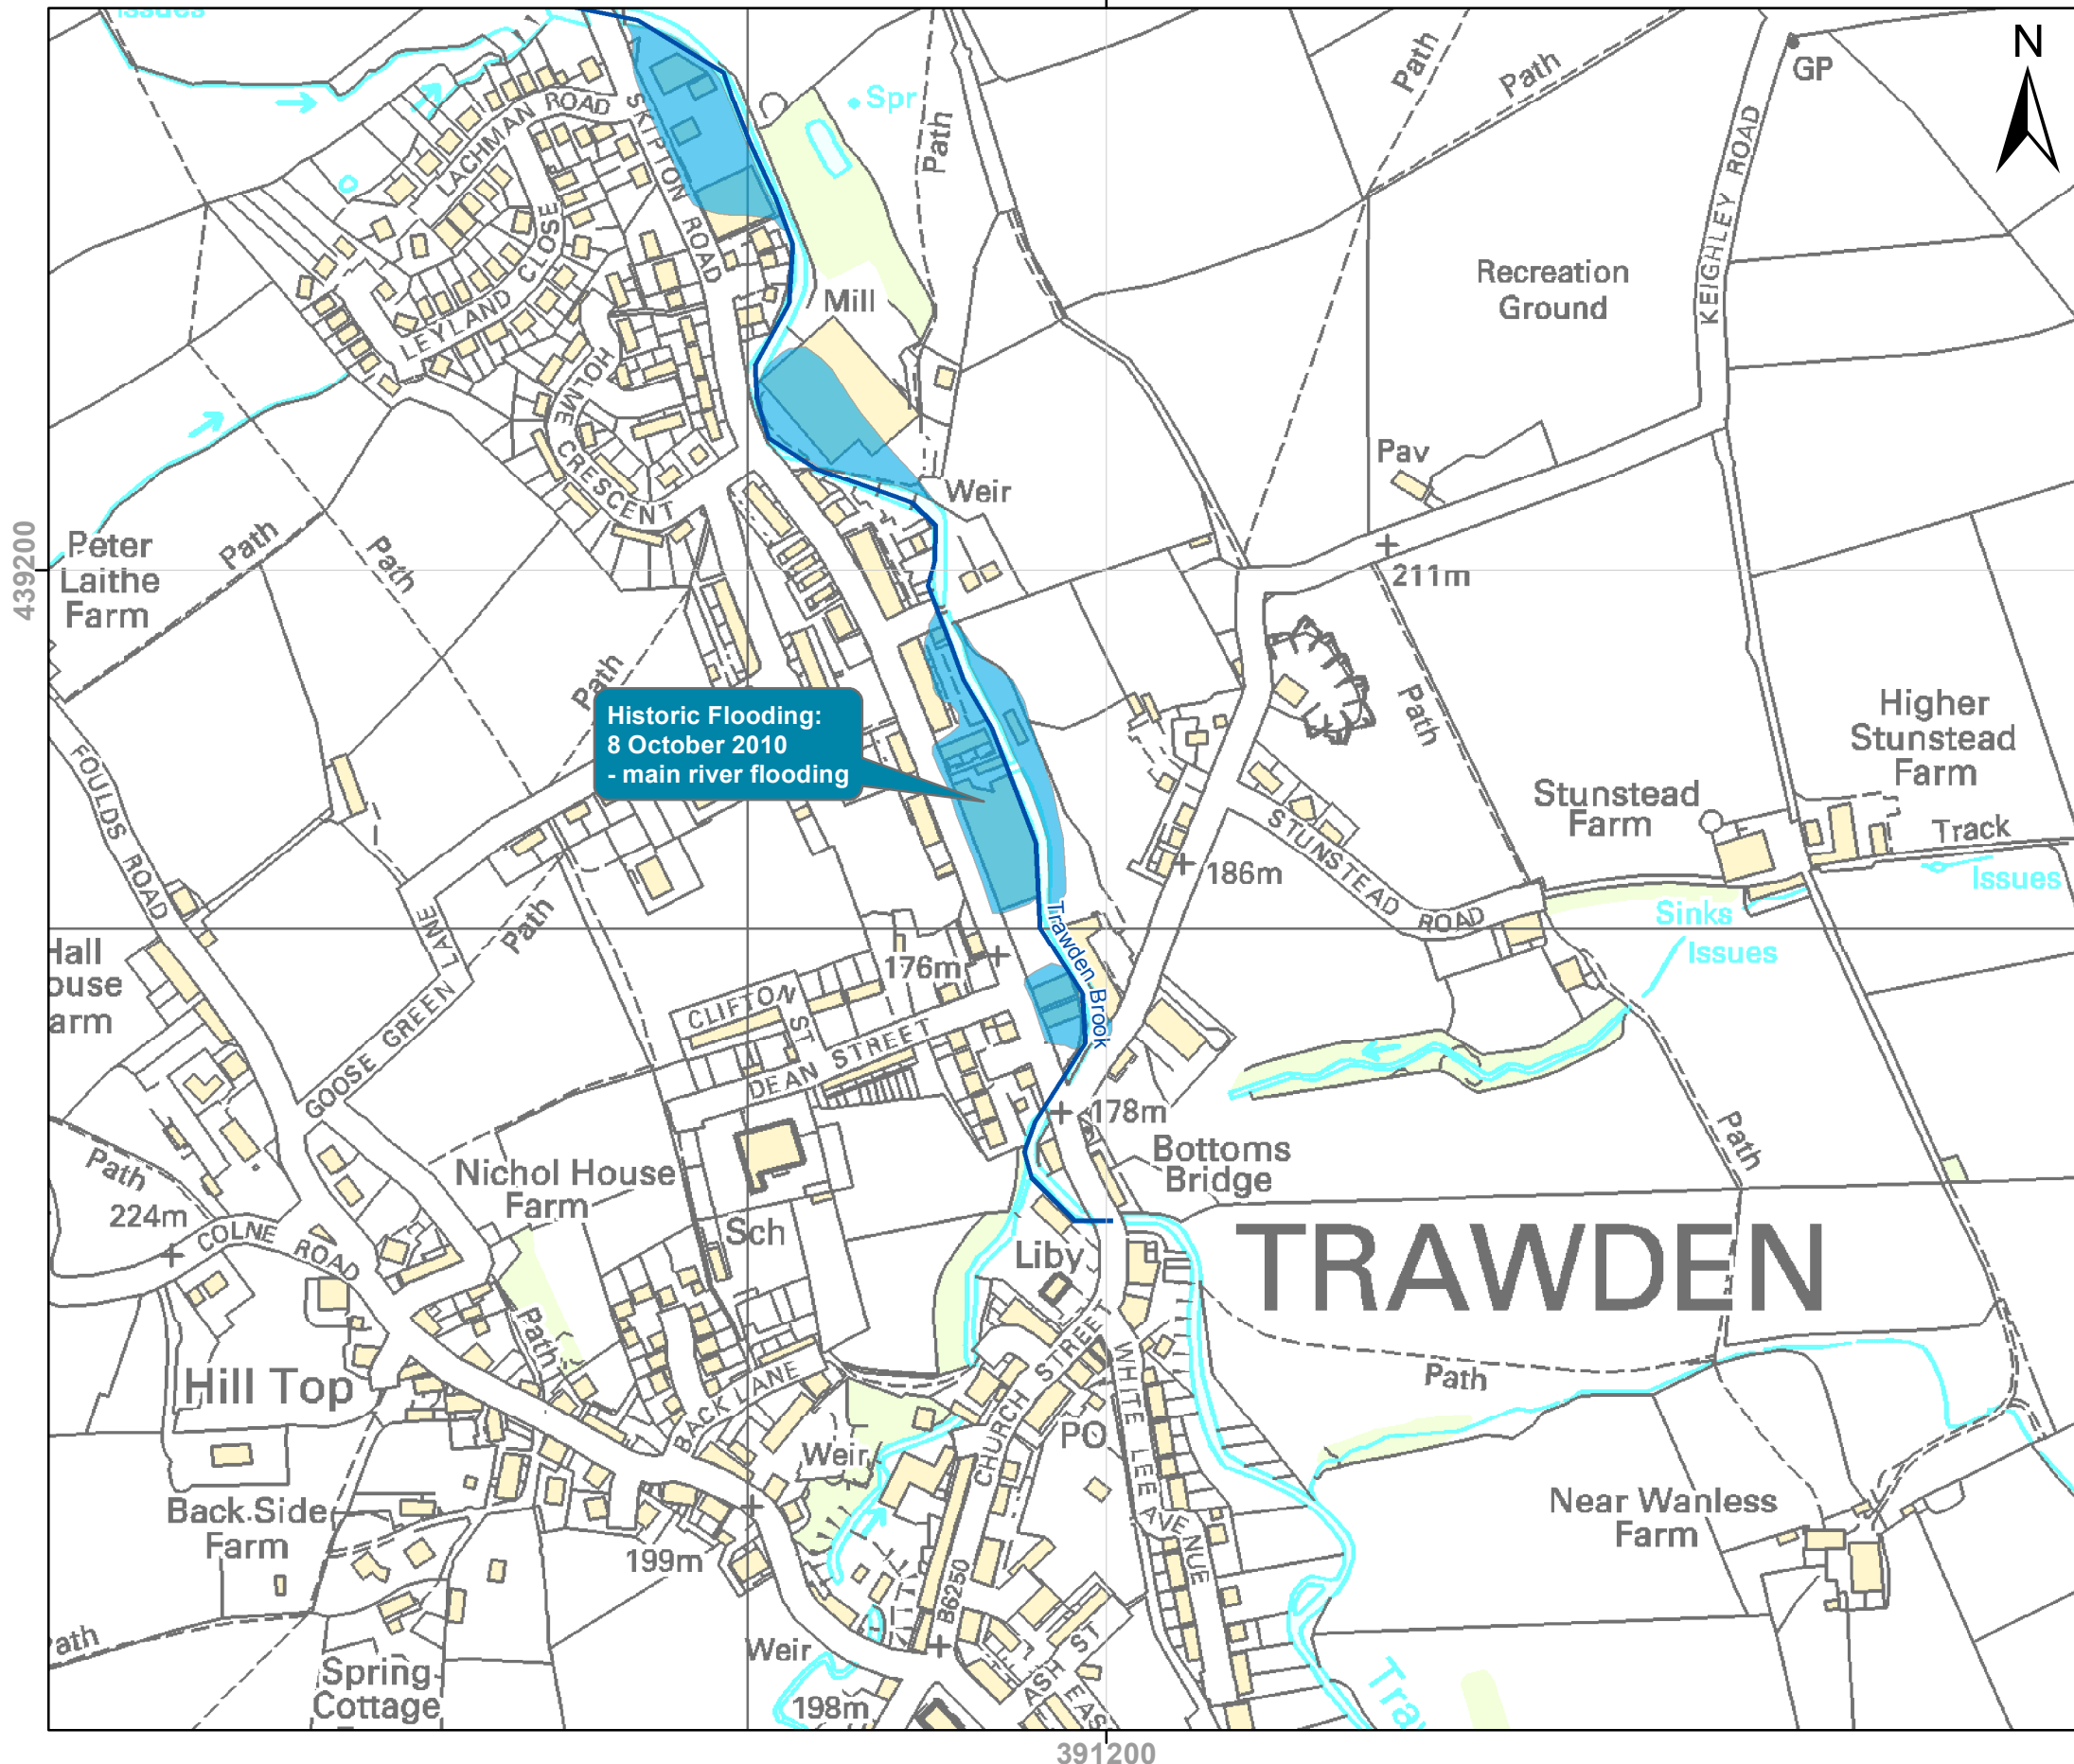 Issues
N
GP
Path
Path
Spr
Path
LACHMAN ROAD
SKIPTON ROAD
KEIGHLEY ROAD
LEYLAND CLOSE
Mill
Recreation
Ground
HOLME CRESCENT
Pav
Weir
439200
Peter
Laithe
Farm
Path
Path
211m
Path
Path
Historic Flooding:
8 October 2010
- main river flooding
Higher
Stunstead
Farm
FOULDS ROAD
Stunstead
Farm
STUNSTEAD ROAD
Track
186m
Issues
Sinks
Path
Issues
Hall
ouse
arm
176m
Trawden Brook
CLIFTON ST
DEAN STREET
GOOSE GREEN LANE
178m
Path
Bottoms
Bridge
Path
Nichol House
Farm
224m
COLNE ROAD
Sch
Liby
TRAWDEN
Path
Hill Top
Path
BACK LANE
CHURCH STREET
WHITE LEE AVENUE
PO
Weir
Back Side
Farm
199m
B6250
Near Wanless
Farm
ath
Weir
Spring
Cottage
198m
ASH ST
EAS
Tra
391200